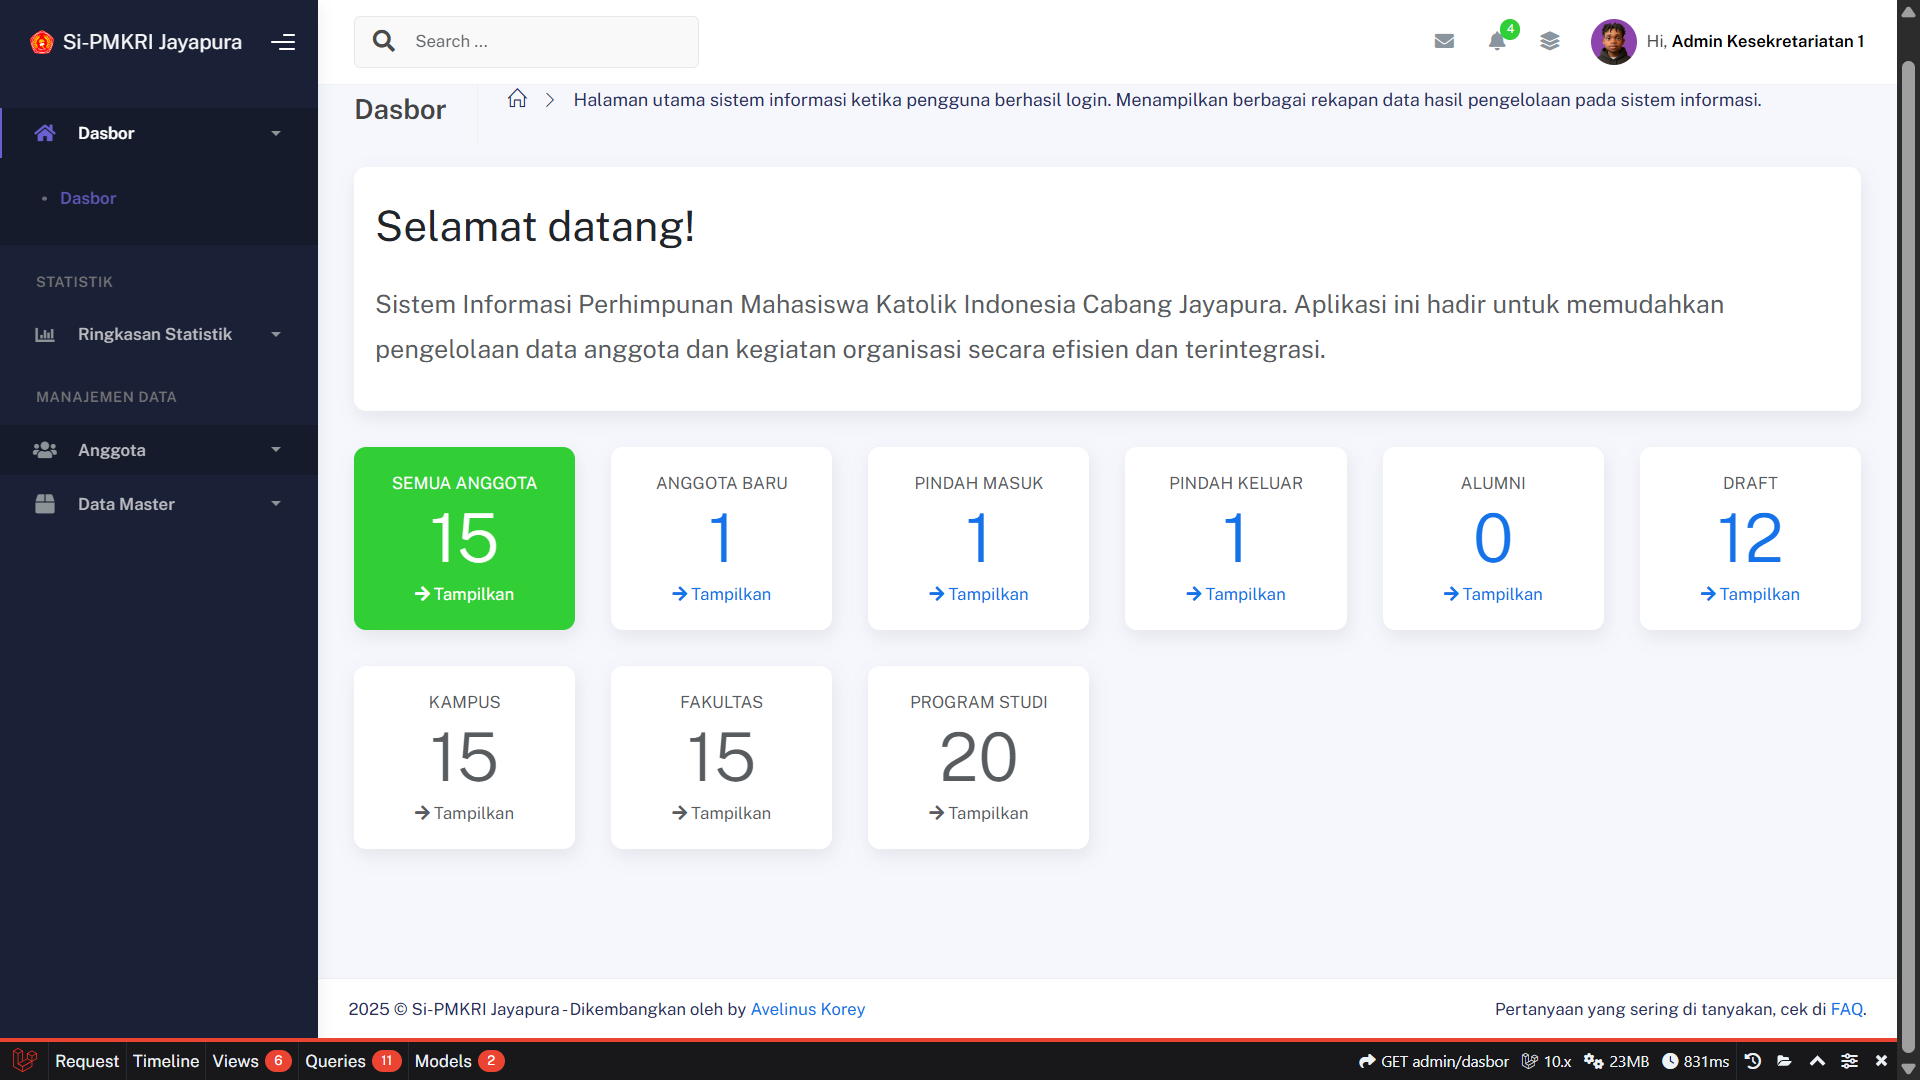 Si-PMKRI Jayapura
Search ...
4
Hi, Admin Kesekretariatan 1
Dasbor
Dasbor
STATISTIK
Ringkasan Statistik
MANAJEMEN DATA
Anggota
Data Master
Dasbor
Halaman utama sistem informasi ketika pengguna berhasil login. Menampilkan berbagai rekapan data hasil pengelolaan pada sistem informasi.
Selamat datang!
Sistem Informasi Perhimpunan Mahasiswa Katolik Indonesia Cabang Jayapura. Aplikasi ini hadir untuk memudahkan
pengelolaan data anggota dan kegiatan organisasi secara efisien dan terintegrasi.
SEMUA ANGGOTA
15
Tampilkan
ANGGOTA BARU
1
Tampilkan
PINDAH MASUK
1
Tampilkan
PINDAH KELUAR
1
Tampilkan
ALUMNI
0
Tampilkan
DRAFT
12
Tampilkan
KAMPUS
15
Tampilkan
FAKULTAS
15
Tampilkan
PROGRAM STUDI
20
Tampilkan
2025 © Si-PMKRI Jayapura - Dikembangkan oleh by Avelinus Korey
Pertanyaan yang sering di tanyakan, cek di FAQ.
Request Timeline Views 6 Queries 11 Models 2
GET admin/dasbor 10.x 23MB 831ms